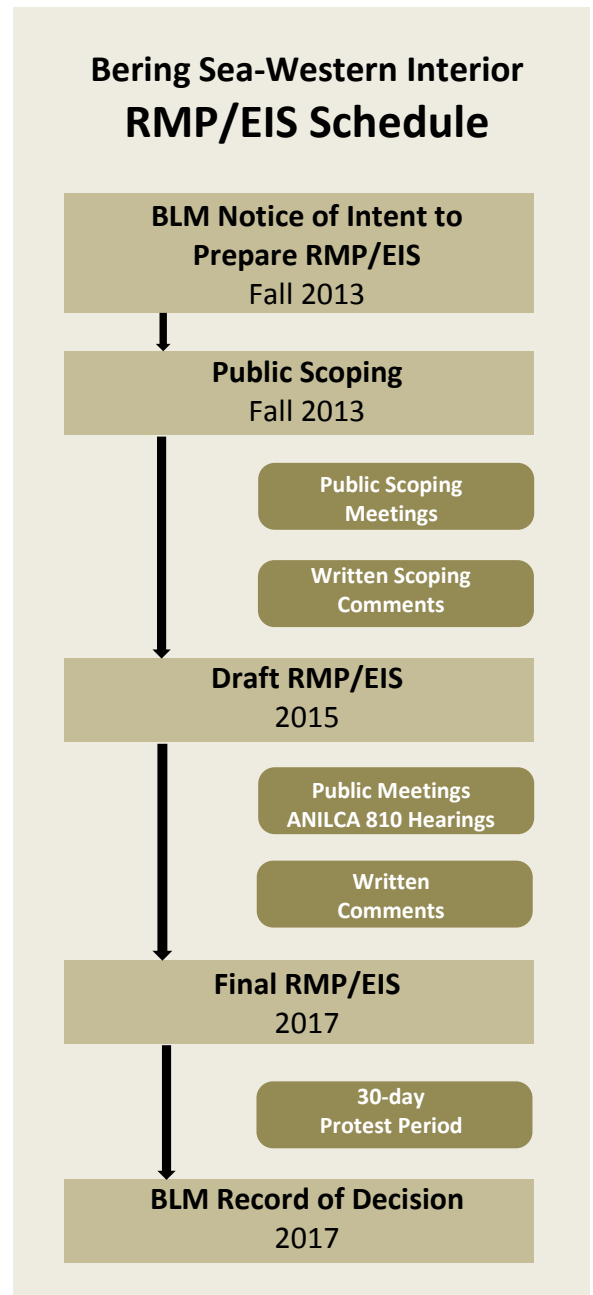 Bering Sea-Western Interior
RMP/EIS Schedule
BLM Notice of Intent to
Prepare RMP/EIS
Fall 2013
Public Scoping
Fall 2013
Public Scoping
Meetings
Written Scoping
Comments
Draft RMP/EIS
2015
Public Meetings
ANILCA 810 Hearings
Written
Comments
Final RMP/EIS
2017
30-day
Protest Period
BLM Record of Decision
2017